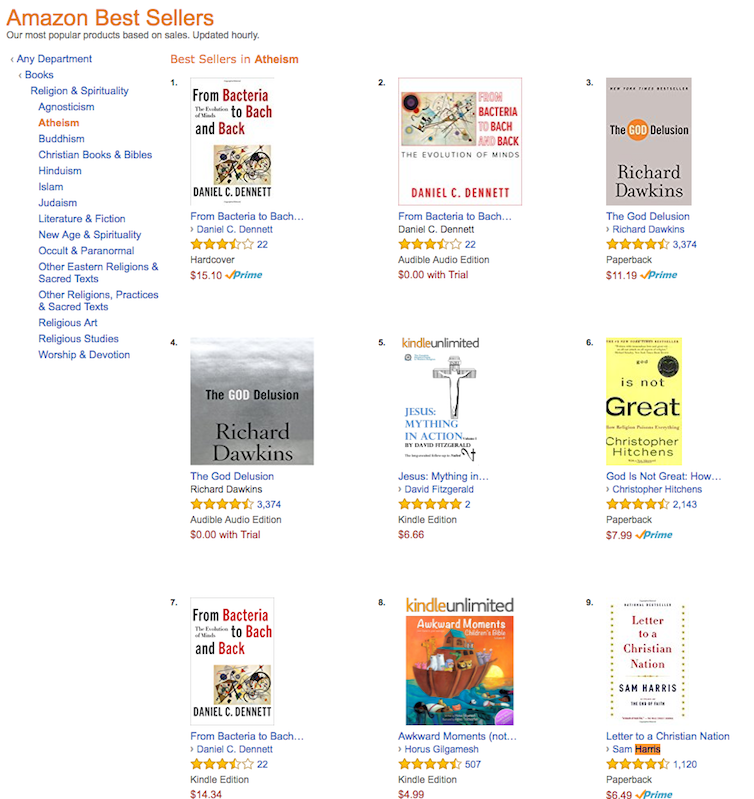 Amazon Best Sellers
Our most popular products based on sales. Updated hourly.
‹ Any Department
‹ Books
Religion & Spirituality
Agnosticism
Atheism
Buddhism
Christian Books & Bibles
Hinduism
Islam
Judaism
Literature & Fiction
New Age & Spirituality
Occult & Paranormal
Other Eastern Religions &
Sacred Texts
Other Religions, Practices
& Sacred Texts
Religious Art
Religious Studies
Worship & Devotion
Best Sellers in Atheism
1.
From Bacteria
The Evolution
of Minds
to Bach
and Back
DANIEL C. DENNETT
From Bacteria to Bach…
› Daniel C. Dennett
22
Hardcover
$15.10 Prime
2.
FROM
BACTERIA
TO BACH
AND BACK
THE EVOLUTION OF MINDS
DANIEL C. DENNETT
From Bacteria to Bach…
Daniel C. Dennett
22
Audible Audio Edition
$0.00 with Trial
3.
NEW YORK TIMES BESTSELLER
The GOD Delusion
Richard
Dawkins
The God Delusion
› Richard Dawkins
3,374
Paperback
$11.19 Prime
4.
The GOD Delusion
Richard
Dawkins
The God Delusion
Richard Dawkins
3,374
Audible Audio Edition
$0.00 with Trial
5.
kindleunlimited
JESUS:
MYTHING
IN ACTION
BY DAVID FITZGERALD
Jesus: Mything in…
› David Fitzgerald
2
Kindle Edition
$6.66
6.
THE #1 NEW YORK TIMES BESTSELLER
god
is not
Great
How Religion Poisons Everything
Christopher
Hitchens
God Is Not Great: How…
› Christopher Hitchens
2,143
Paperback
$7.99 Prime
7.
From Bacteria
The Evolution
of Minds
to Bach
and Back
DANIEL C. DENNETT
From Bacteria to Bach…
› Daniel C. Dennett
22
Kindle Edition
$14.34
8.
kindleunlimited
Awkward Moments
Children's Bible
Awkward Moments (not…
› Horus Gilgamesh
507
Kindle Edition
$4.99
9.
NATIONAL BESTSELLER
Letter
to a
Christian
Nation
SAM HARRIS
THE END OF FAITH
Letter to a Christian Nation
› Sam Harris
1,120
Paperback
$6.49 Prime